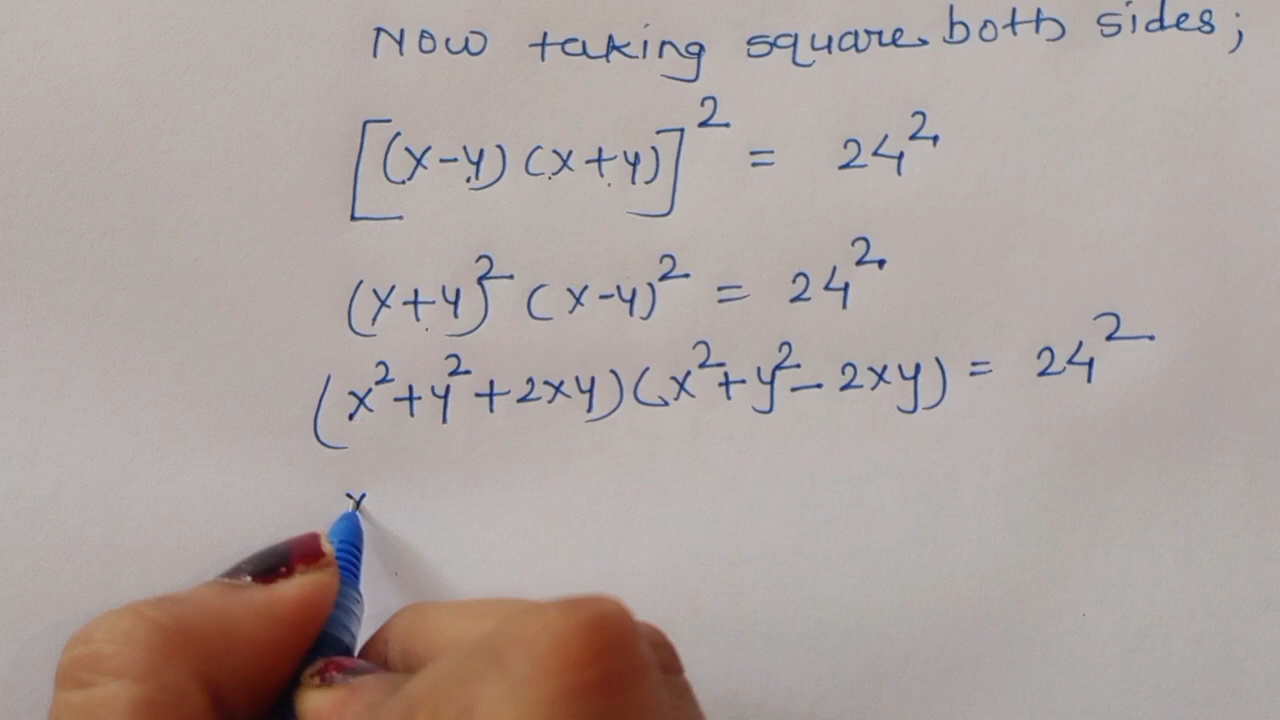 Now taking square both sides;
[(x-y)(x+y)]² = 24²
(x+y)² (x-y)² = 24²
(x²+y²+2xy)(x²+y²-2xy) = 24²
x